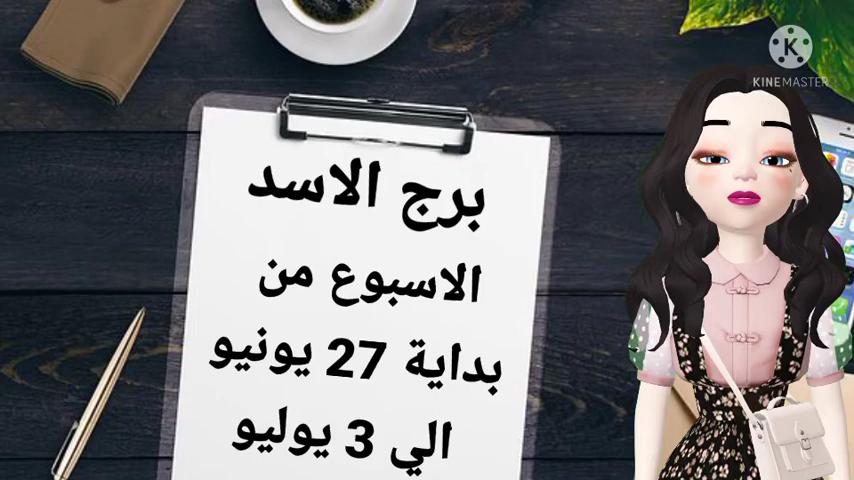 KINEMASTER
برج الاسد
الاسبوع من
بداية 27 يونيو
الي 3 يوليو